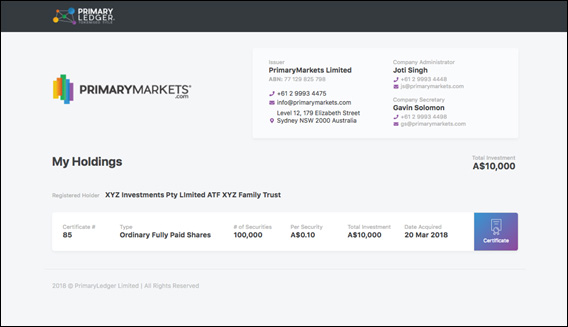 PRIMARY
LEDGER
PRIMARYMARKETS®
.com
Issuer
PrimaryMarkets Limited
ABN: 77 129 825 798
+61 2 9993 4475
info@primarymarkets.com
Level 12, 179 Elizabeth Street
Sydney NSW 2000 Australia
Company Administrator
Joti Singh
+61 2 9993 4448
js@primarymarkets.com
Company Secretary
Gavin Solomon
gs@primarymarkets.com
My Holdings
Total Investment
A$10,000
Registered Holder XYZ Investments Pty Limited ATF XYZ Family Trust
Certificate # Type # of Securities Per Security Total Investment Date Acquired
85 Ordinary Fully Paid Shares 100,000 A$0.10 A$10,000 20 Mar 2018
Certificate
2018 @ PrimaryLedger Limited | All Rights Reserved